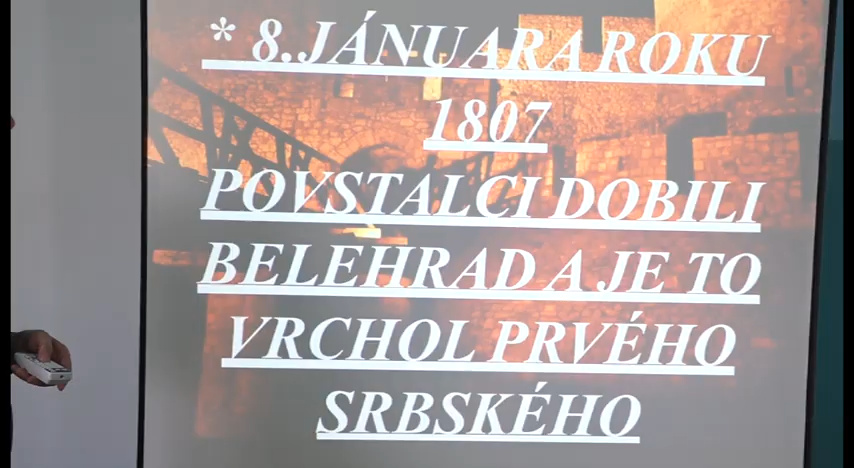 * 8.JÁNUARA ROKU
1807
POVSTALCI DOBILI
BELEHRAD A JE TO
VRCHOL PRVÉHO
SRBSKÉHO